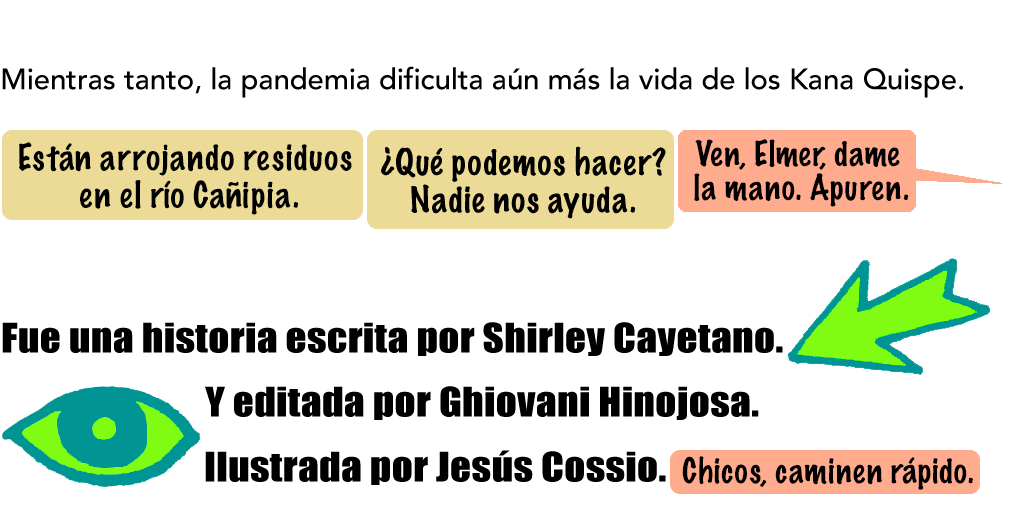 Mientras tanto, la pandemia dificulta aún más la vida de los Kana Quispe.
Están arrojando residuos
en el río Cañipia.
¿Qué podemos hacer?
Nadie nos ayuda.
Ven, Elmer, dame
la mano. Apuren.
Fue una historia escrita por Shirley Cayetano.
Y editada por Ghiovani Hinojosa.
Ilustrada por Jesús Cossio.
Chicos, caminen rápido.